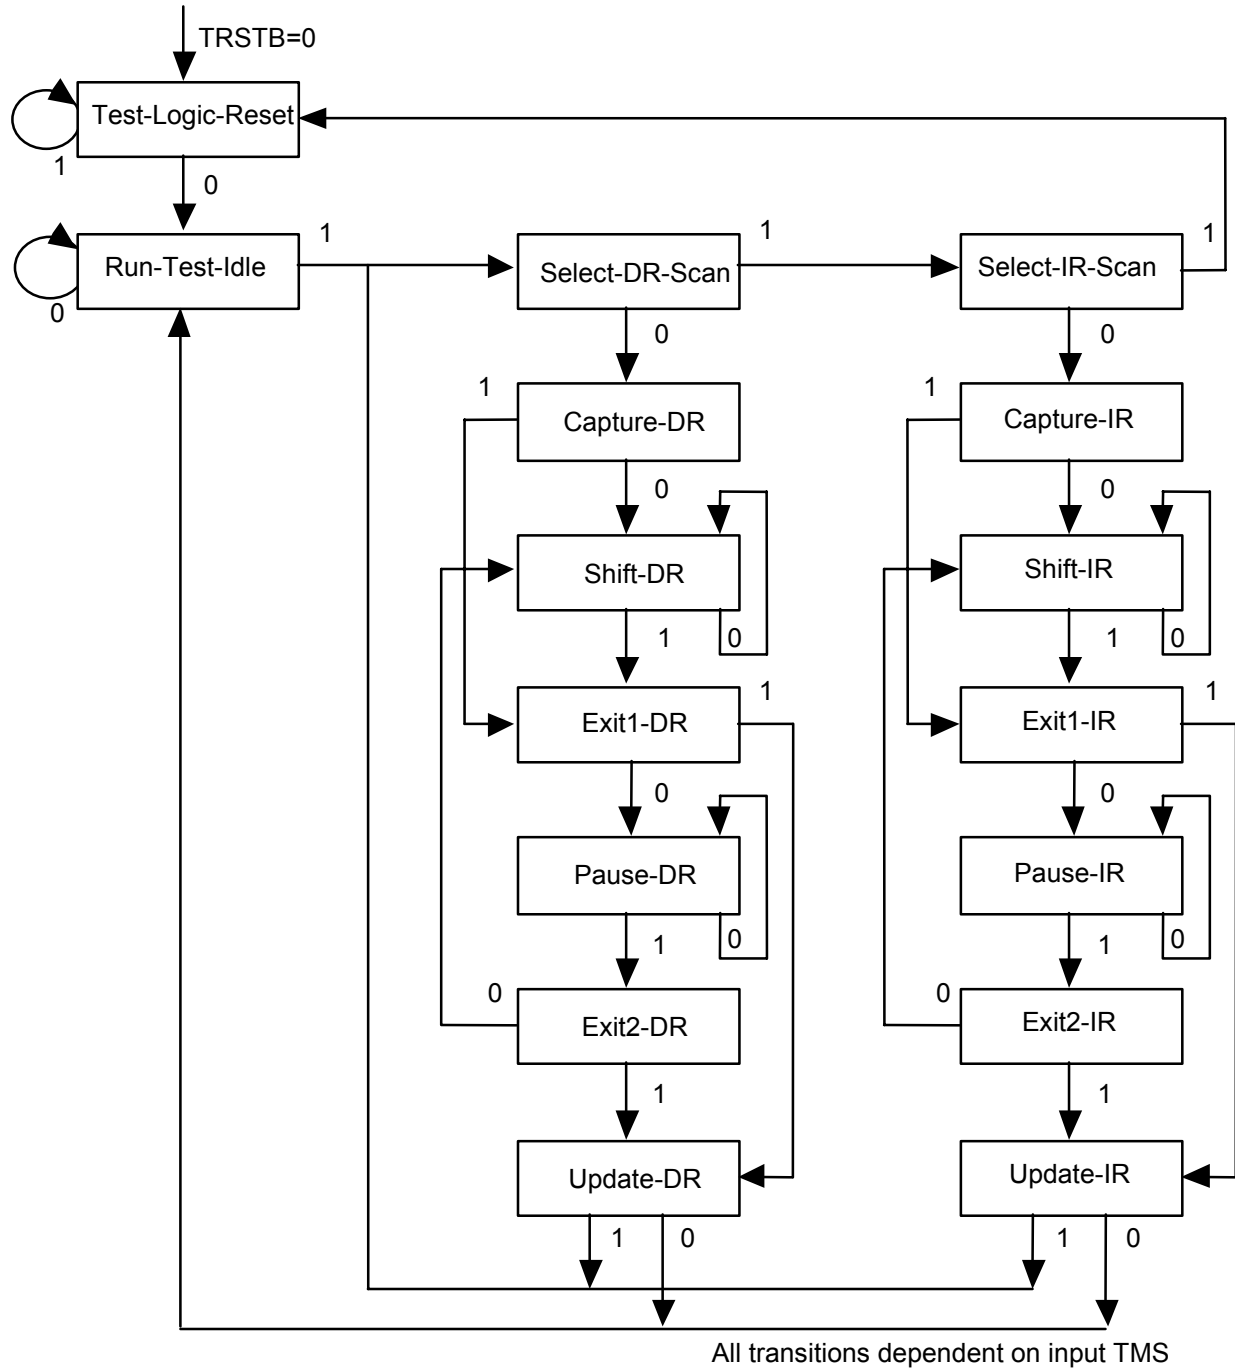 TRSTB=0
Test-Logic-Reset
1
0
1
1
1
Run-Test-Idle
Select-DR-Scan
Select-IR-Scan
0
0
0
1
1
Capture-DR
Capture-IR
0
0
Shift-DR
Shift-IR
1
0
1
0
1
1
Exit1-DR
Exit1-IR
0
0
Pause-DR
Pause-IR
1
0
1
0
0
0
Exit2-DR
Exit2-IR
1
1
Update-DR
Update-IR
1
0
1
0
All transitions dependent on input TMS